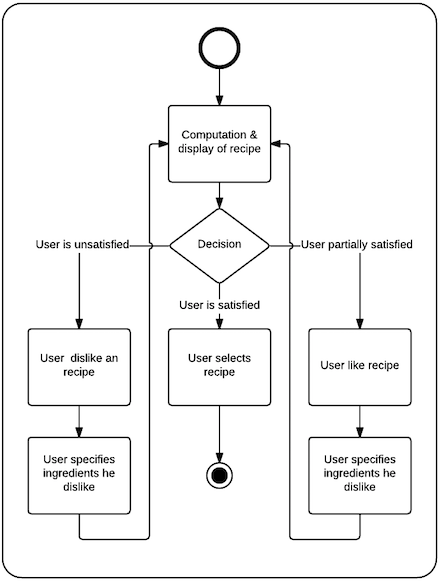 Computation &
display of recipe
Decision
User is unsatisfied
User partially satisfied
User is satisfied
User dislike an
recipe
User selects
recipe
User like recipe
User specifies
ingredients he
dislike
User specifies
ingredients he
dislike